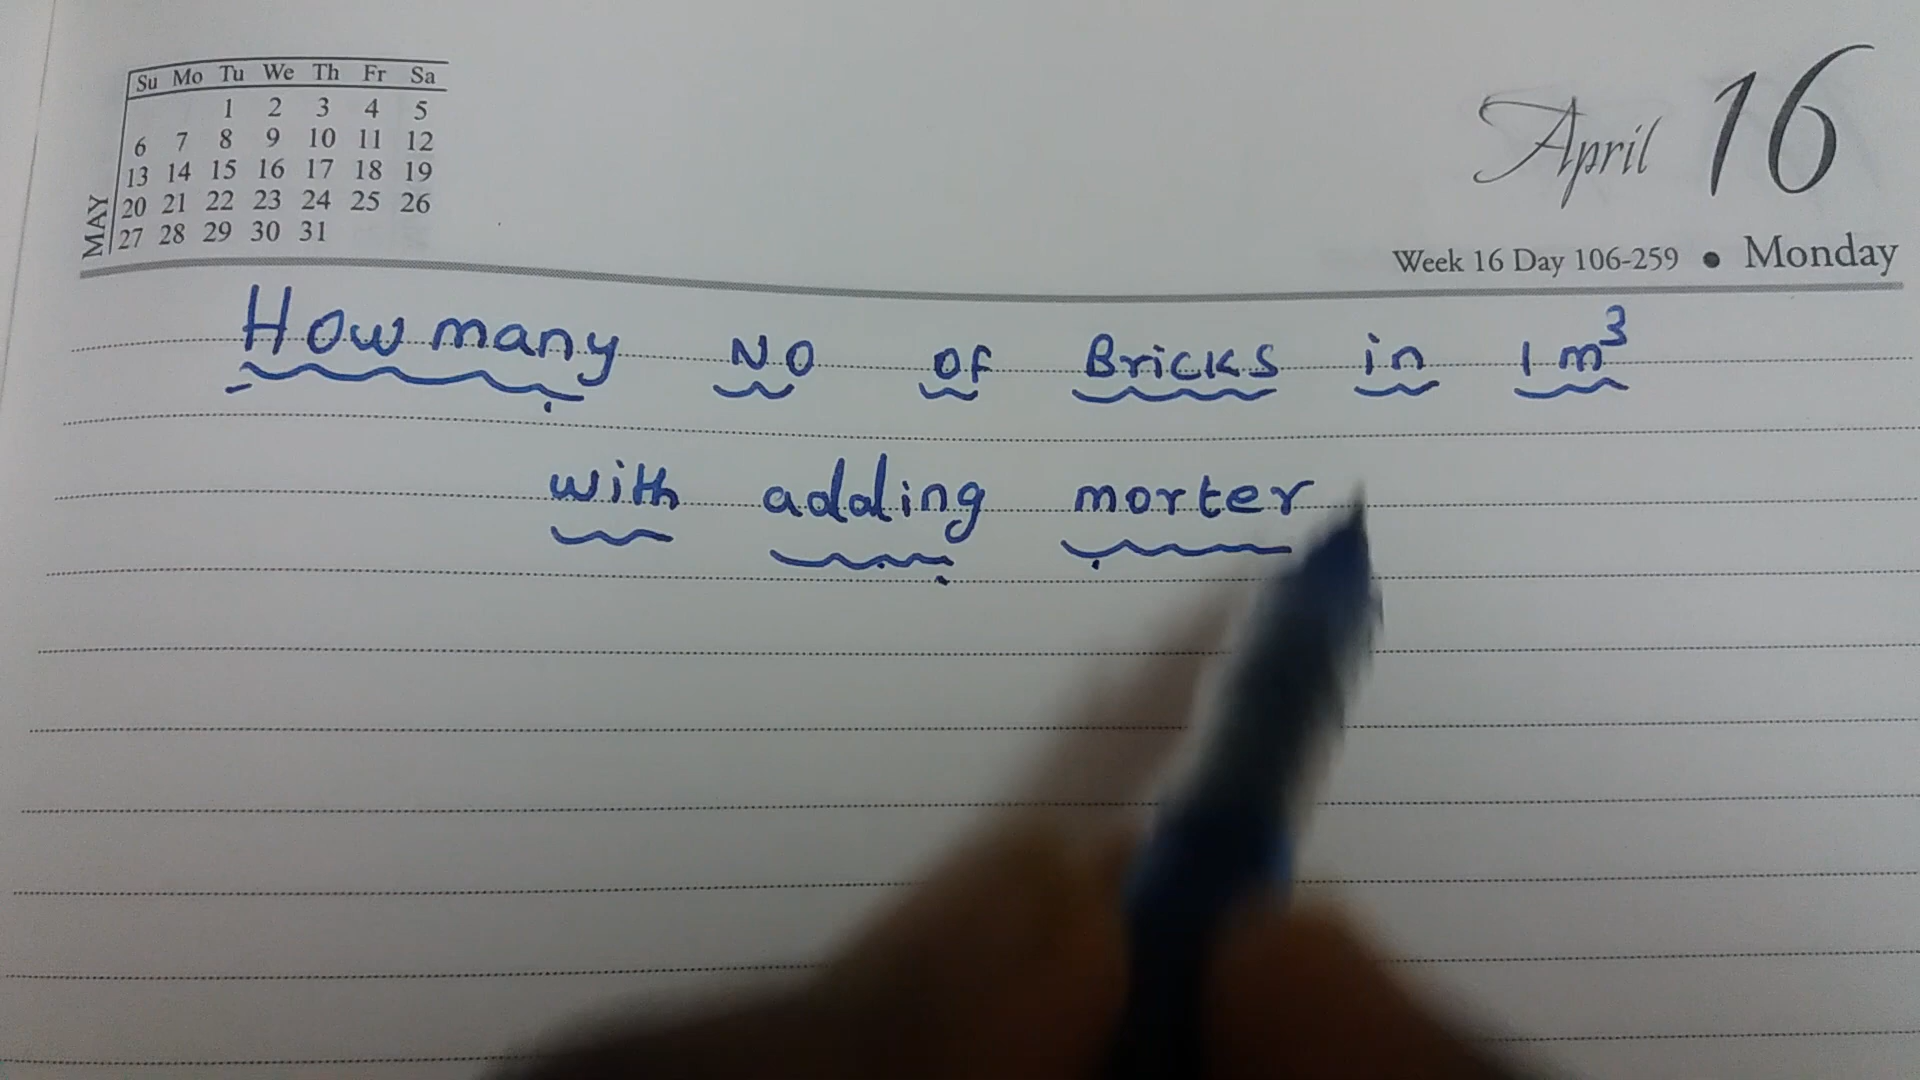 Su Mo Tu We Th Fr Sa
1 2 3 4 5
6 7 8 9 10 11 12
13 14 15 16 17 18 19
20 21 22 23 24 25 26
27 28 29 30 31
MAY
April 16
Week 16 Day 106-259 • Monday
How many NO of Bricks in 1 m³
with adding morter